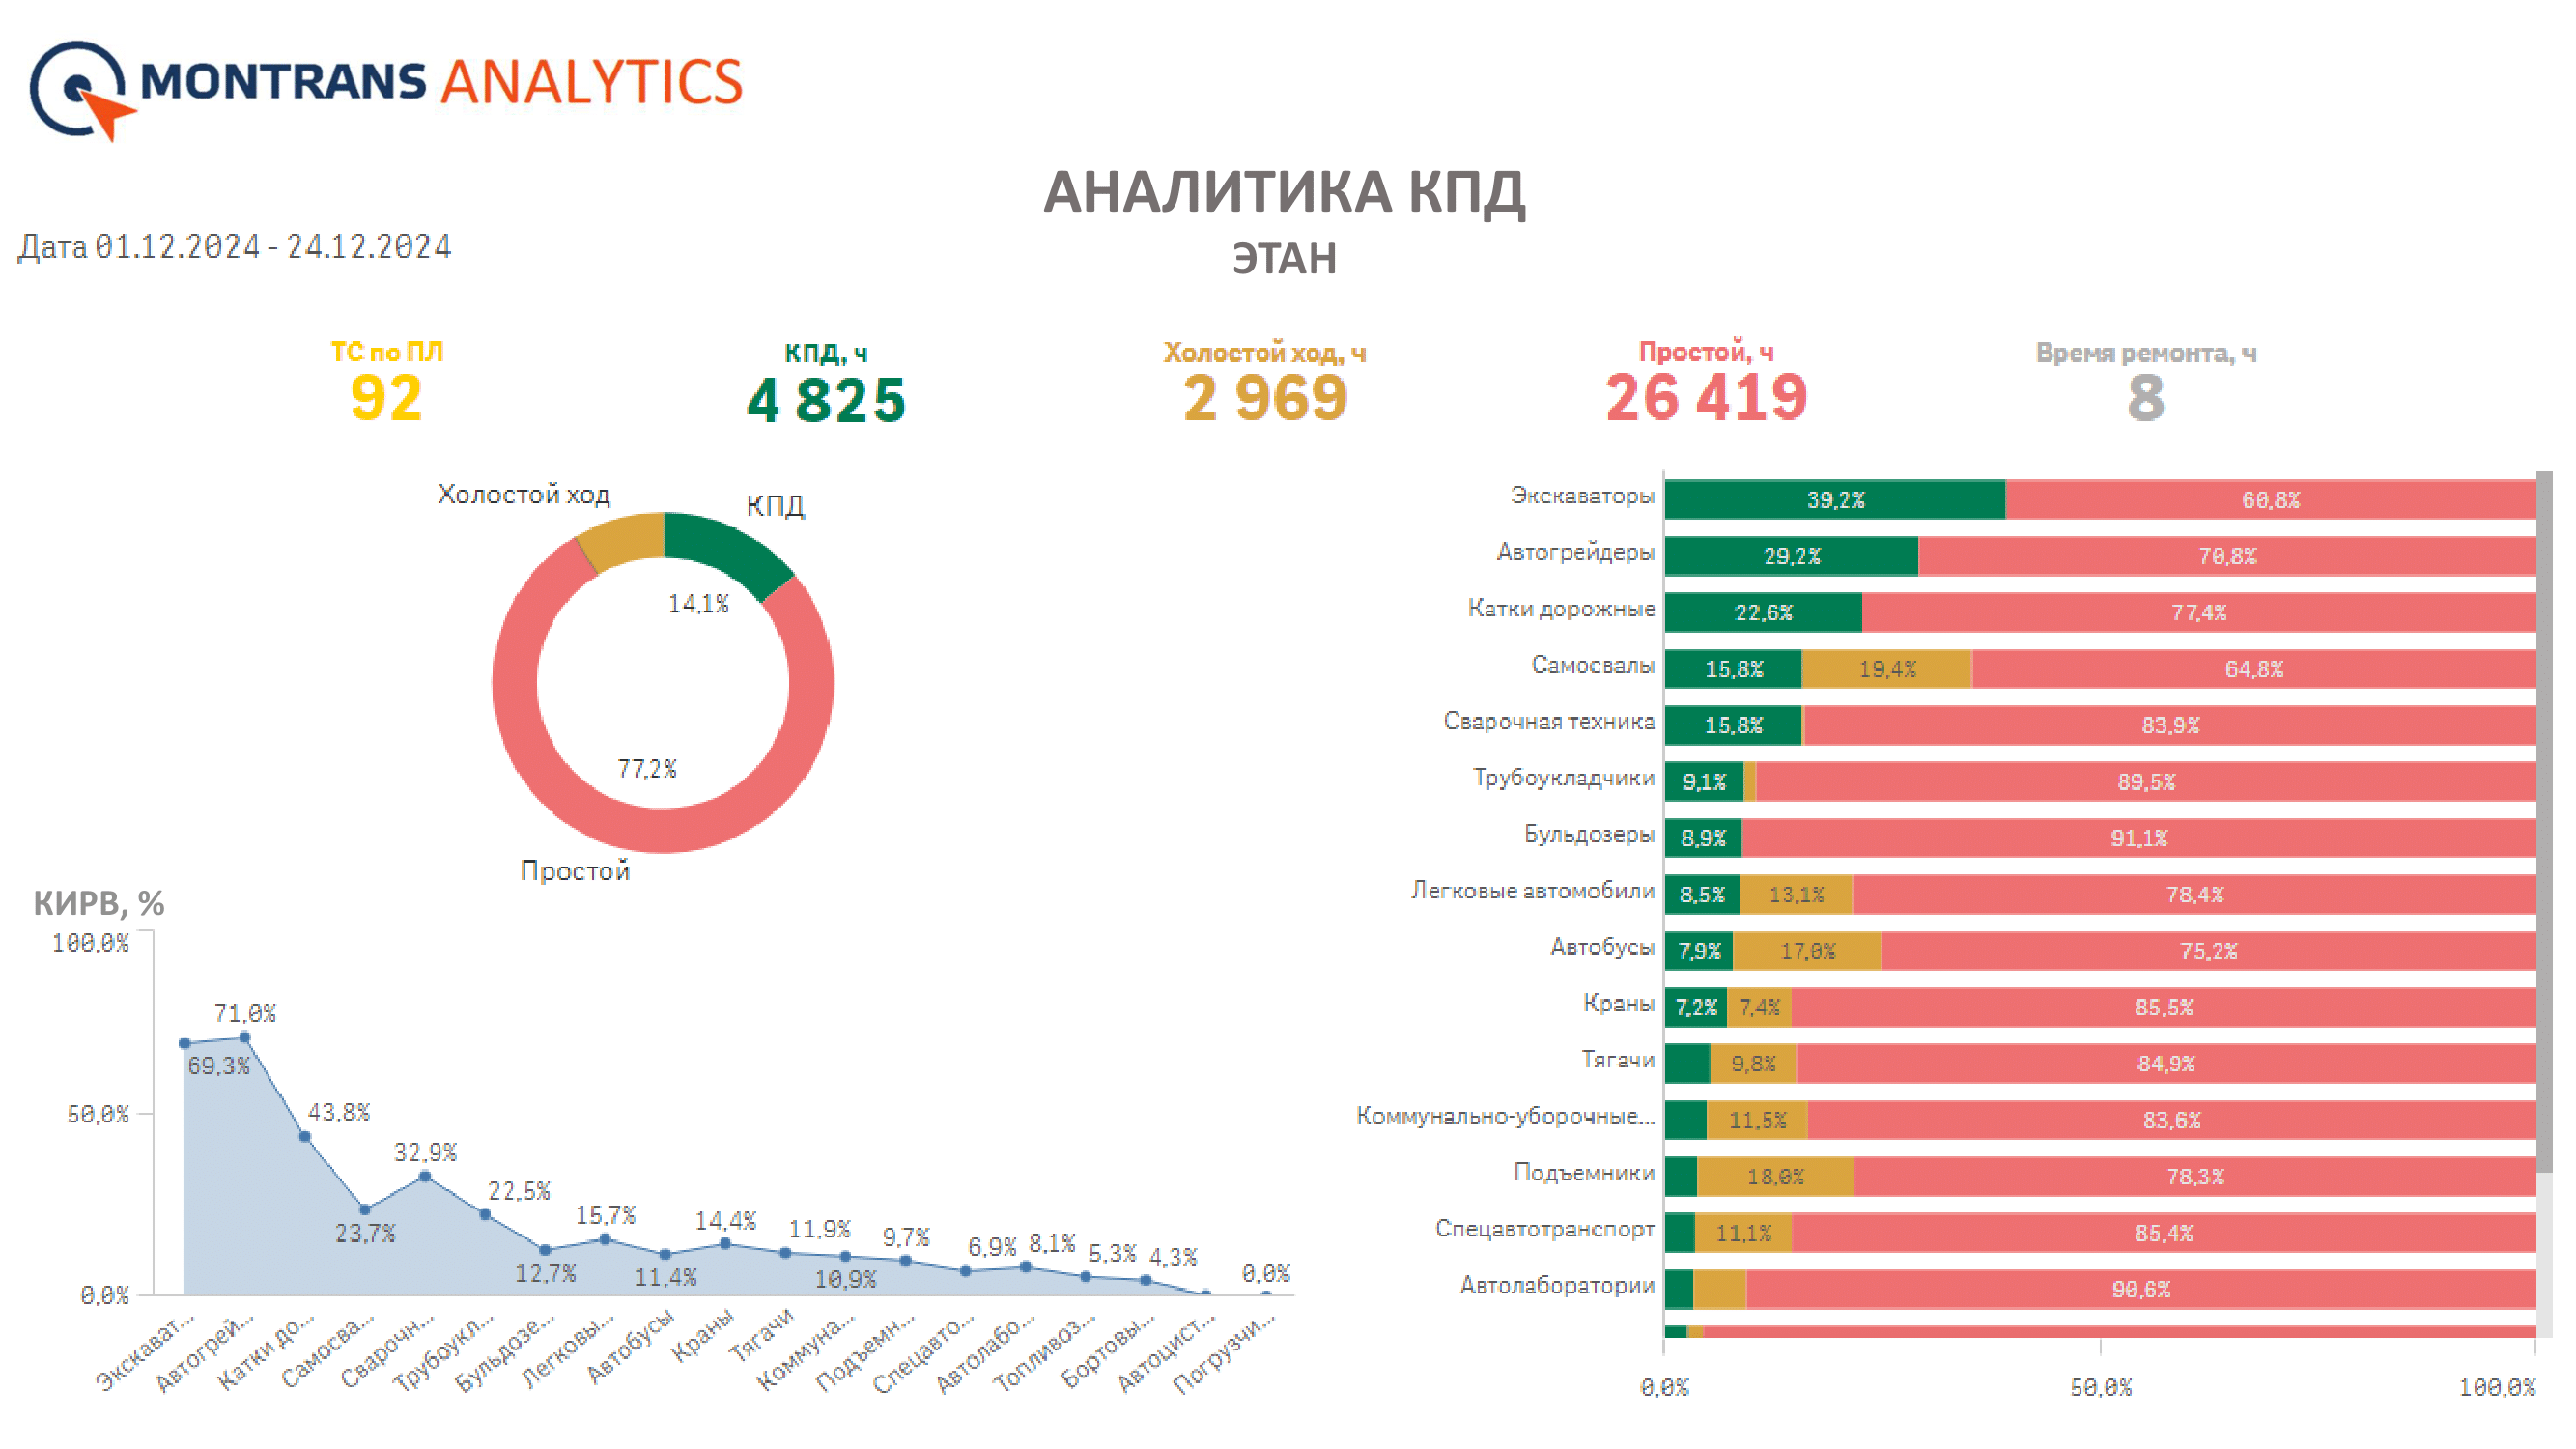 MONTRANS ANALYTICS
АНАЛИТИКА КПД
ЭТАН
Дата 01.12.2024 - 24.12.2024
ТС по ПЛ
92
КПД, ч
4 825
Холостой ход, ч
2 969
Простой, ч
26 419
Время ремонта, ч
8
Холостой ход
КПД
14,1%
77,2%
Простой
КИРВ, %
100,0%
50,0%
0,0%
69,3%
71,0%
43,8%
23,7%
32,9%
22,5%
12,7%
15,7%
11,4%
14,4%
11,9%
10,9%
9,7%
6,9%
8,1%
5,3%
4,3%
0,0%
Экскават...
Автогрей...
Катки до...
Самосва...
Сварочн...
Трубоукл...
Бульдозе...
Легковы...
Автобусы
Краны
Тягачи
Коммуна...
Подъемн...
Спецавто...
Автолабо...
Топливоз...
Бортовы...
Автоцист...
Погрузчи...
Экскаваторы 39,2% 60,8%
Автогрейдеры 29,2% 70,8%
Катки дорожные 22,6% 77,4%
Самосвалы 15,8% 19,4% 64,8%
Сварочная техника 15,8% 83,9%
Трубоукладчики 9,1% 89,5%
Бульдозеры 8,9% 91,1%
Легковые автомобили 8,5% 13,1% 78,4%
Автобусы 7,9% 17,0% 75,2%
Краны 7,2% 7,4% 85,5%
Тягачи 9,8% 84,9%
Коммунально-уборочные... 11,5% 83,6%
Подъемники 18,0% 78,3%
Спецавтотранспорт 11,1% 85,4%
Автолаборатории 90,6%
0,0% 50,0% 100,0%